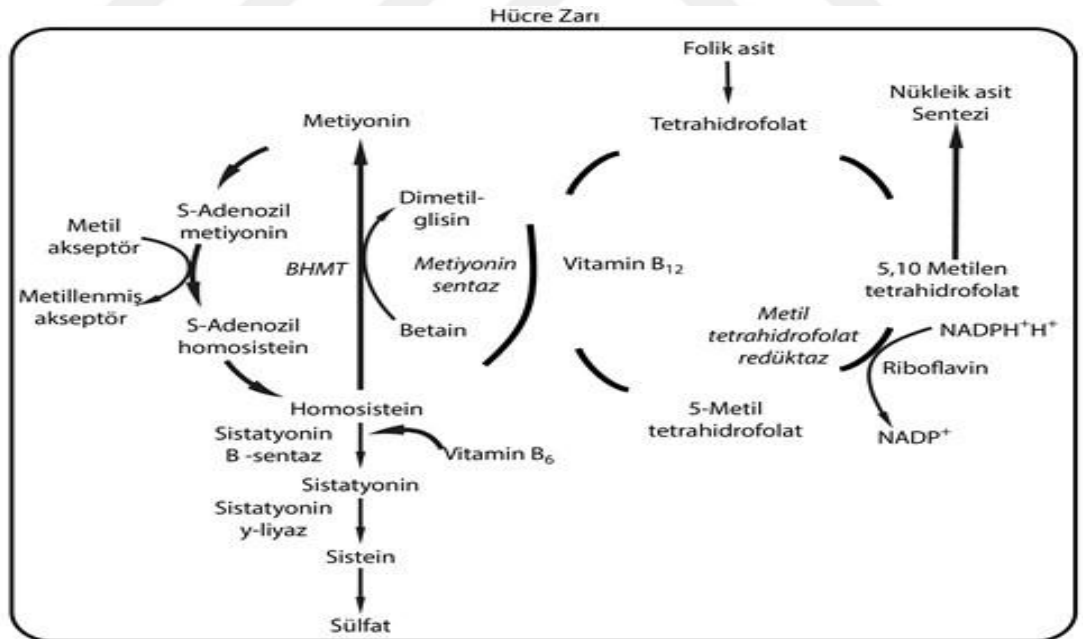 Hücre Zarı
Folik asit
Nükleik asit
Sentezi
Metiyonin
Tetrahidrofolat
Dimetil-
glisin
S-Adenozil
metiyonin
Metil
akseptör
BHMT
Metiyonin
sentaz
Vitamin B12
5,10 Metilen
tetrahidrofolat
Metillenmiş
akseptör
Betain
Metil
tetrahidrofolat
redüktaz
NADPH+H+
S-Adenozil
homosistein
Riboflavin
Homosistein
5-Metil
tetrahidrofolat
NADP+
Sistatyonin
B -sentaz
Vitamin B6
Sistatyonin
Sistatyonin
y-liyaz
Sistein
Sülfat